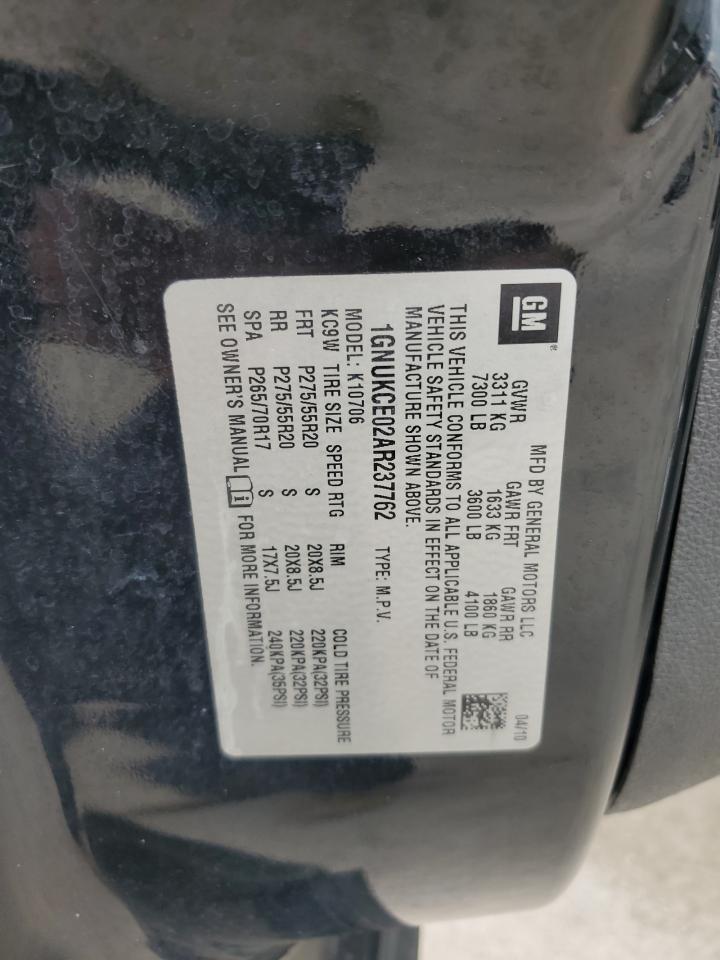 GM
®
MFD BY GENERAL MOTORS LLC
04/10
GVWR GAWR FRT GAWR RR
3311 KG 1633 KG 1860 KG
7300 LB 3600 LB 4100 LB
THIS VEHICLE CONFORMS TO ALL APPLICABLE U.S. FEDERAL MOTOR
VEHICLE SAFETY STANDARDS IN EFFECT ON THE DATE OF
MANUFACTURE SHOWN ABOVE.
1GNUKCE02AR237762 TYPE: M.P.V.
MODEL: K10706
KC9W TIRE SIZE SPEED RTG RIM COLD TIRE PRESSURE
FRT P275/55R20 S 20X8.5J 220KPA(32PSI)
RR P275/55R20 S 20X8.5J 220KPA(32PSI)
SPA P265/70R17 S 17X7.5J 240KPA(35PSI)
SEE OWNER'S MANUAL i FOR MORE INFORMATION.